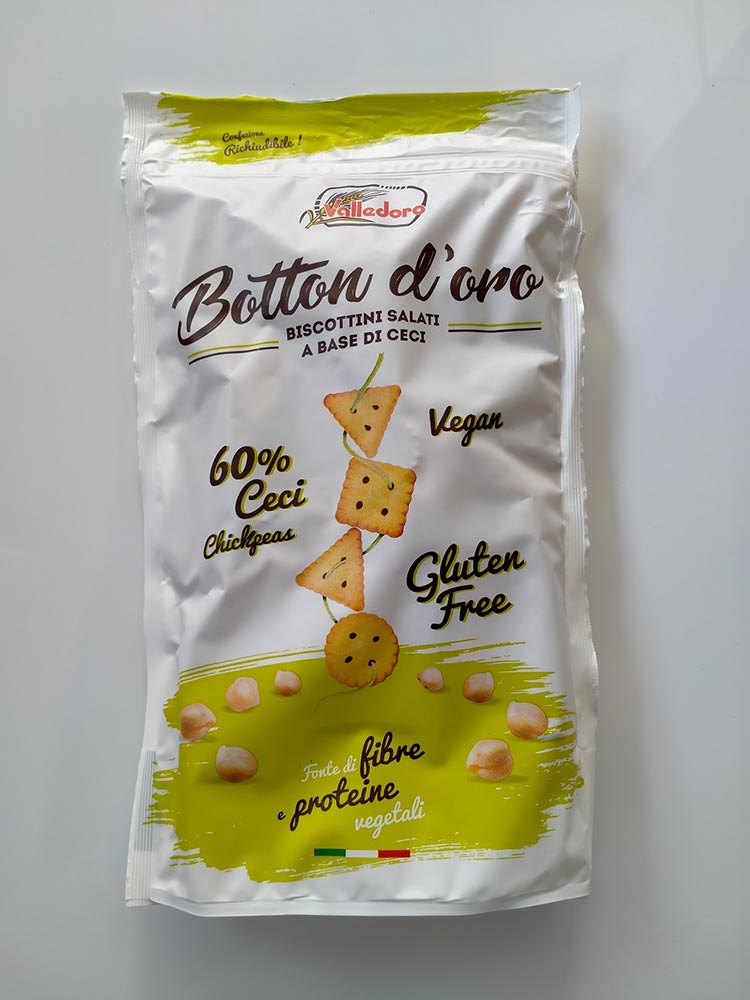 Confezione
Richiudibile !
Valledoro
Botton d'oro
BISCOTTINI SALATI
A BASE DI CECI
Vegan
60%
Ceci
Chickpeas
Gluten
Free
Fonte di fibre
e proteine
vegetali